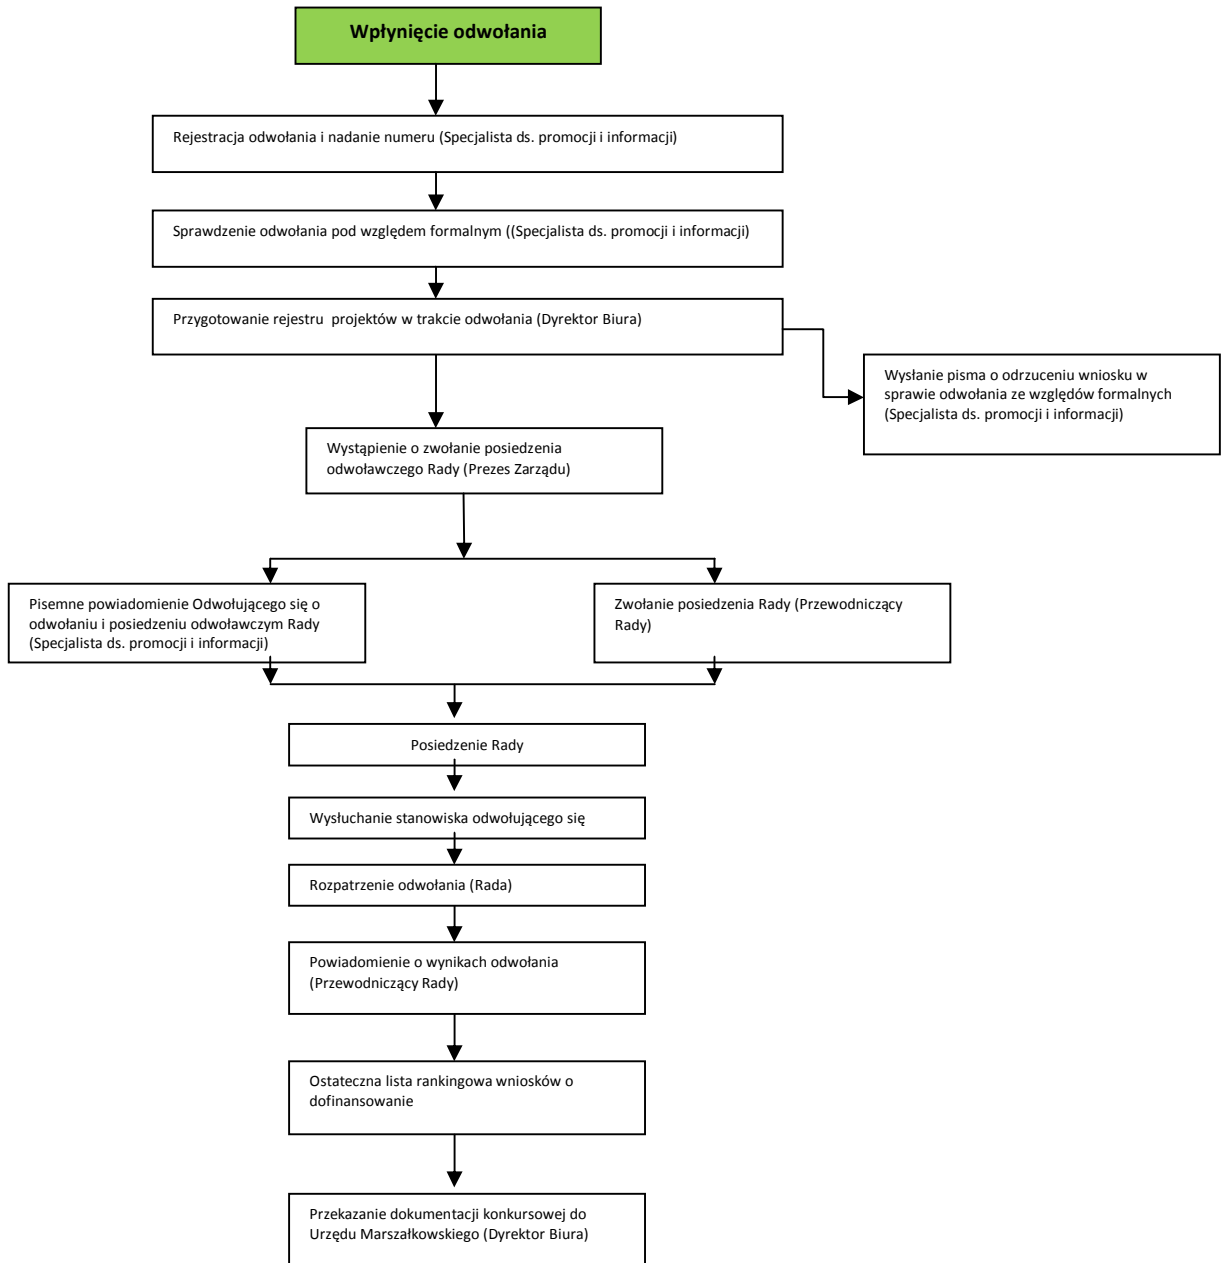 Wpłynięcie odwołania
Rejestracja odwołania i nadanie numeru (Specjalista ds. promocji i informacji)
Sprawdzenie odwołania pod względem formalnym ((Specjalista ds. promocji i informacji)
Przygotowanie rejestru  projektów w trakcie odwołania (Dyrektor Biura)
Wysłanie pisma o odrzuceniu wniosku w
sprawie odwołania ze względów formalnych
(Specjalista ds. promocji i informacji)
Wystąpienie o zwołanie posiedzenia
odwoławczego Rady (Prezes Zarządu)
Pisemne powiadomienie Odwołującego się o
odwołaniu i posiedzeniu odwoławczym Rady
(Specjalista ds. promocji i informacji)
Zwołanie posiedzenia Rady (Przewodniczący
Rady)
Posiedzenie Rady
Wysłuchanie stanowiska odwołującego się
Rozpatrzenie odwołania (Rada)
Powiadomienie o wynikach odwołania
(Przewodniczący Rady)
Ostateczna lista rankingowa wniosków o
dofinansowanie
Przekazanie dokumentacji konkursowej do
Urzędu Marszałkowskiego (Dyrektor Biura)